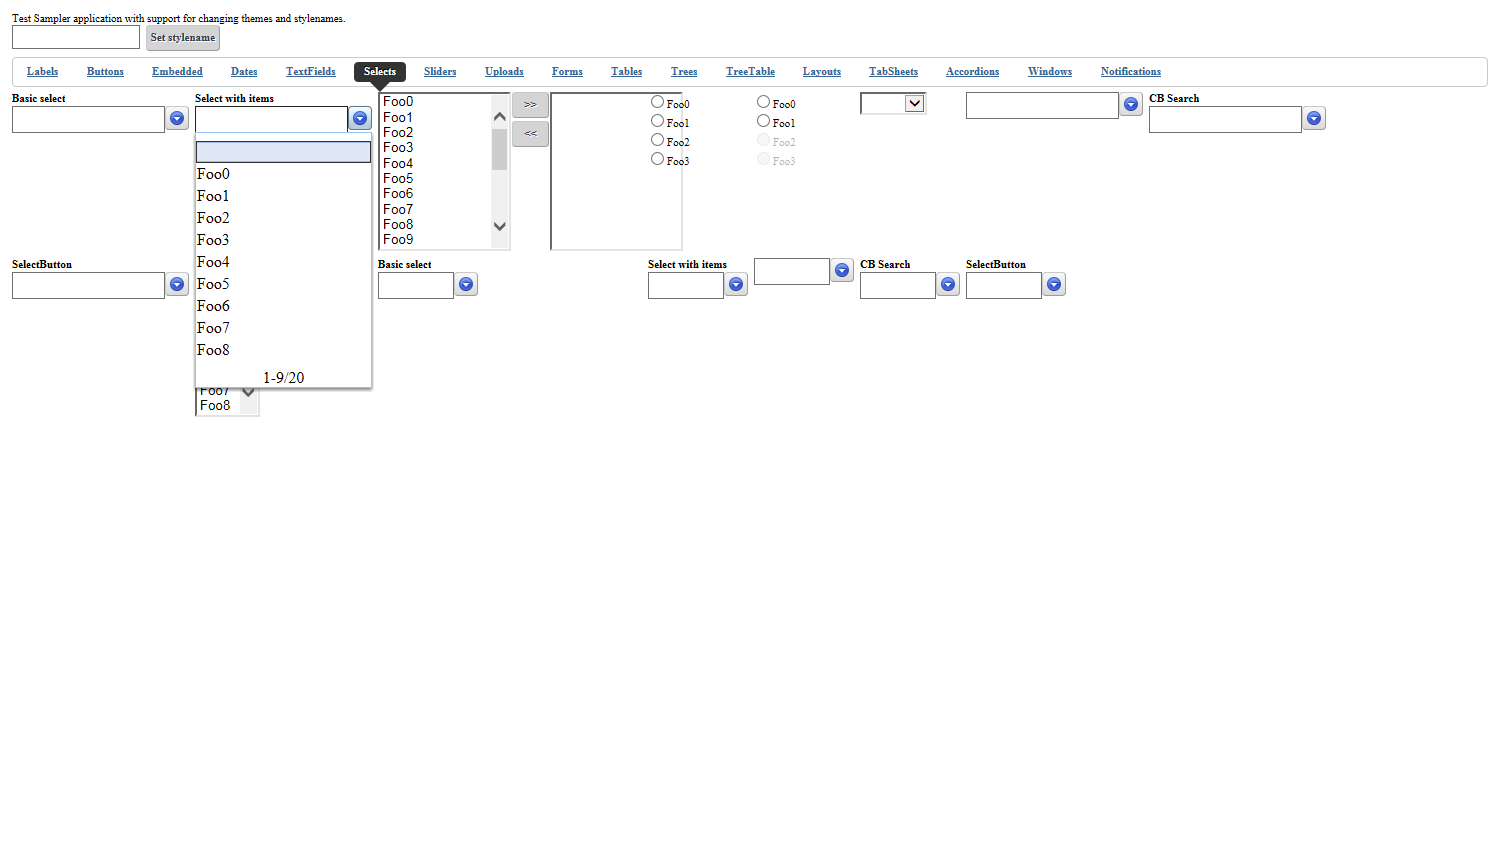 Test Sampler application with support for changing themes and stylenames.
Set stylename
Labels Buttons Embedded Dates TextFields Selects Sliders Uploads Forms Tables Trees TreeTable Layouts TabSheets Accordions Windows Notifications
Basic select
Select with items
Foo0
Foo1
Foo2
Foo3
Foo4
Foo5
Foo6
Foo7
Foo8
1-9/20
Foo0
Foo1
Foo2
Foo3
Foo4
Foo5
Foo6
Foo7
Foo8
Foo9
>>
<<
Foo0
Foo1
Foo2
Foo3
Foo0
Foo1
Foo2
Foo3
CB Search
SelectButton
Basic select
Select with items
CB Search
SelectButton
Foo7
Foo8